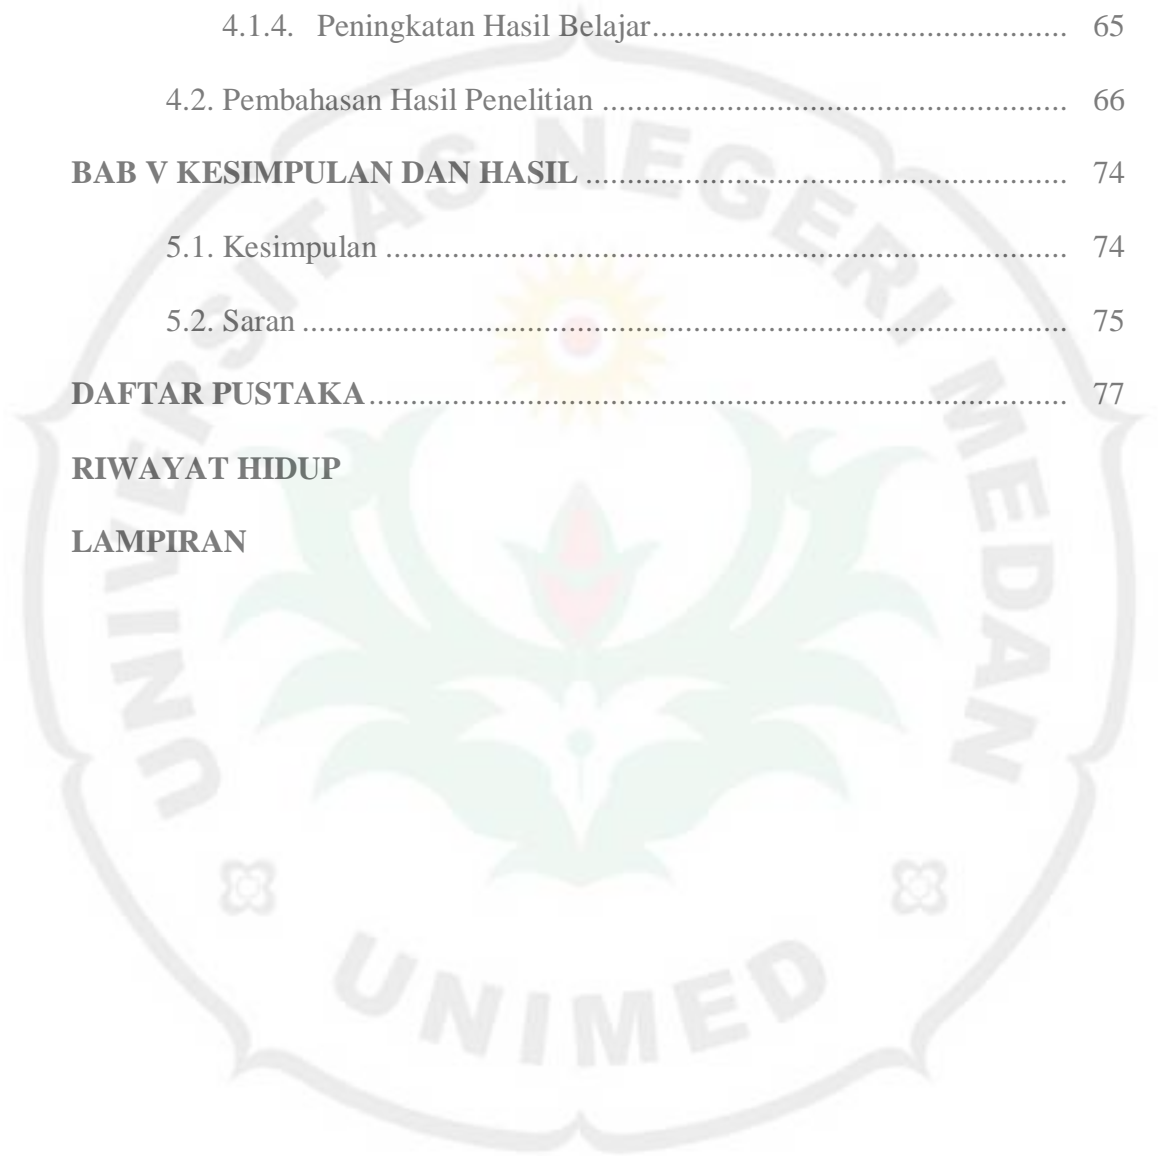 4.1.4. Peningkatan Hasil Belajar................................................... 65
4.2. Pembahasan Hasil Penelitian ......................................................... 66
BAB V KESIMPULAN DAN HASIL ........................................................... 74
5.1. Kesimpulan ................................................................................... 74
5.2. Saran ............................................................................................. 75
DAFTAR PUSTAKA ..................................................................................... 77
RIWAYAT HIDUP
LAMPIRAN
UNIVERSITAS NEGERI MEDAN
UNIMED